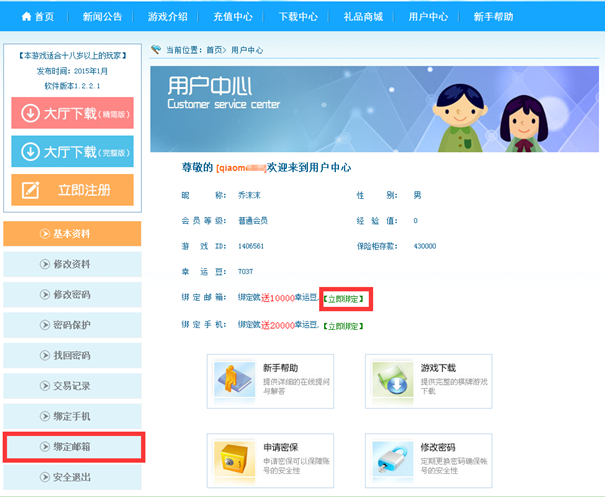 首页 新闻公告 游戏介绍 充值中心 下载中心 礼品商城 用户中心 新手帮助
【本游戏适合十八岁以上的玩家】
发布时间：2015年1月
软件版本1.2.2.1
大厅下载(精简版)
大厅下载(完整版)
立即注册
基本资料
修改资料
修改密码
密码保护
找回密码
交易记录
绑定手机
绑定邮箱
安全退出
当前位置：首页> 用户中心
用户中心
Customer service center
尊敬的 [qiaom 欢迎来到用户中心
昵 称: 乔沫沫 性 别: 男
会员等级: 普通会员 经 验 值: 0
游 戏 ID: 1406561 保险柜存款: 430000
幸 运 豆: 7037
绑定邮箱: 绑定就送10000幸运豆,【立即绑定】
绑定手机: 绑定就送20000幸运豆,【立即绑定】
新手帮助
提供详细的在线提问
与解答
游戏下载
提供完整的棋牌游戏
下载
申请密保
申请密保可以保障账
号的安全性
修改密码
定期更换密码确保帐
号的安全性